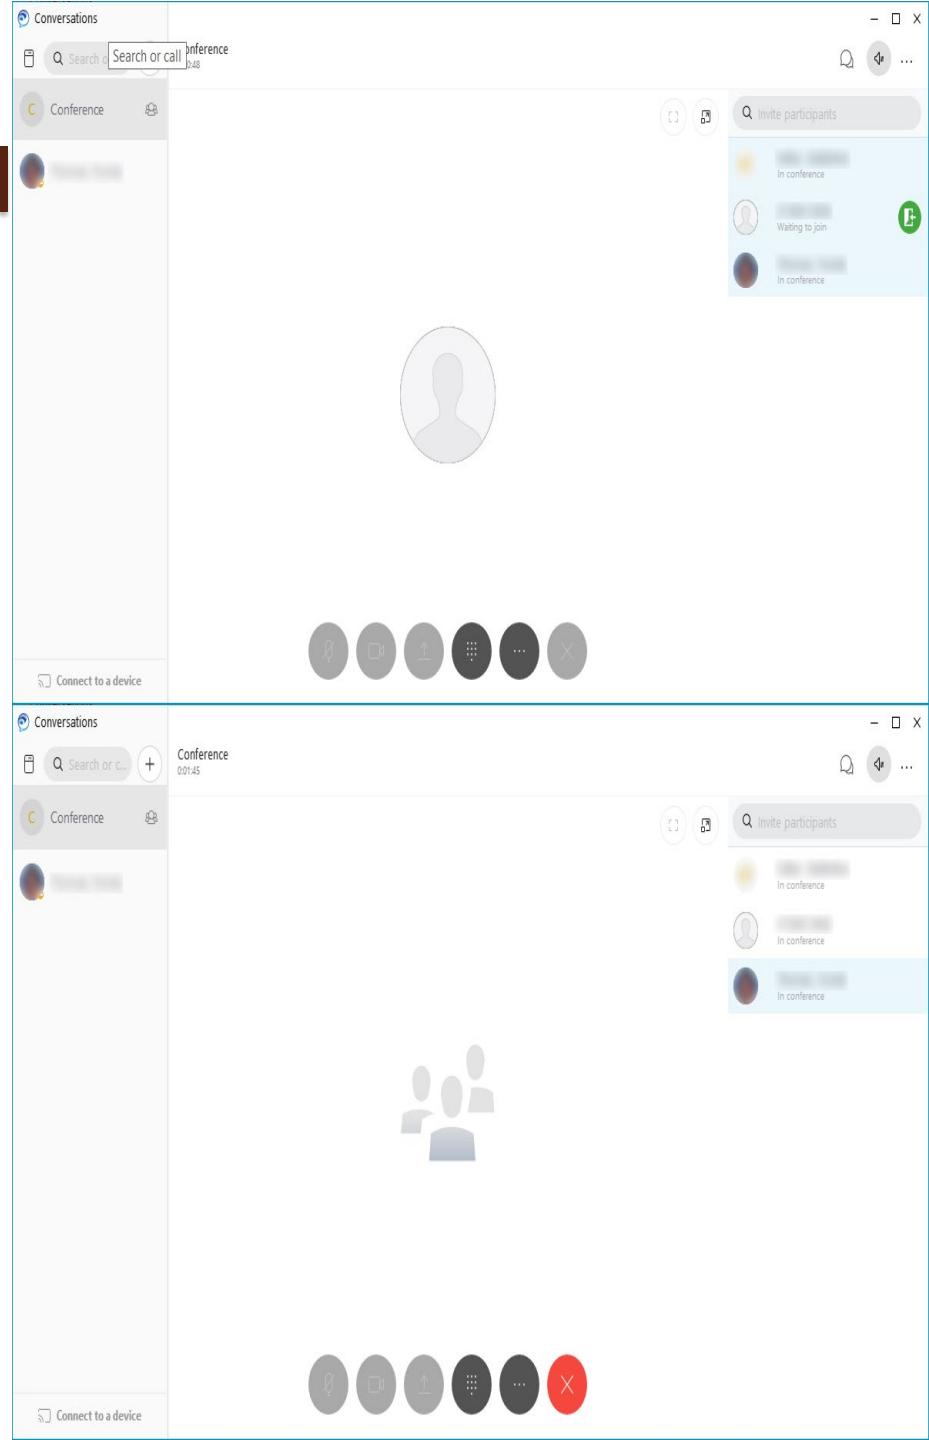 Conversations
Search or call
onference
0:48
Search o
C
Conference
Invite participants
In conference
Waiting to join
In conference
Connect to a device
Conversations
Search or c...
Conference
0:01:45
C
Conference
Invite participants
In conference
In conference
In conference
Connect to a device